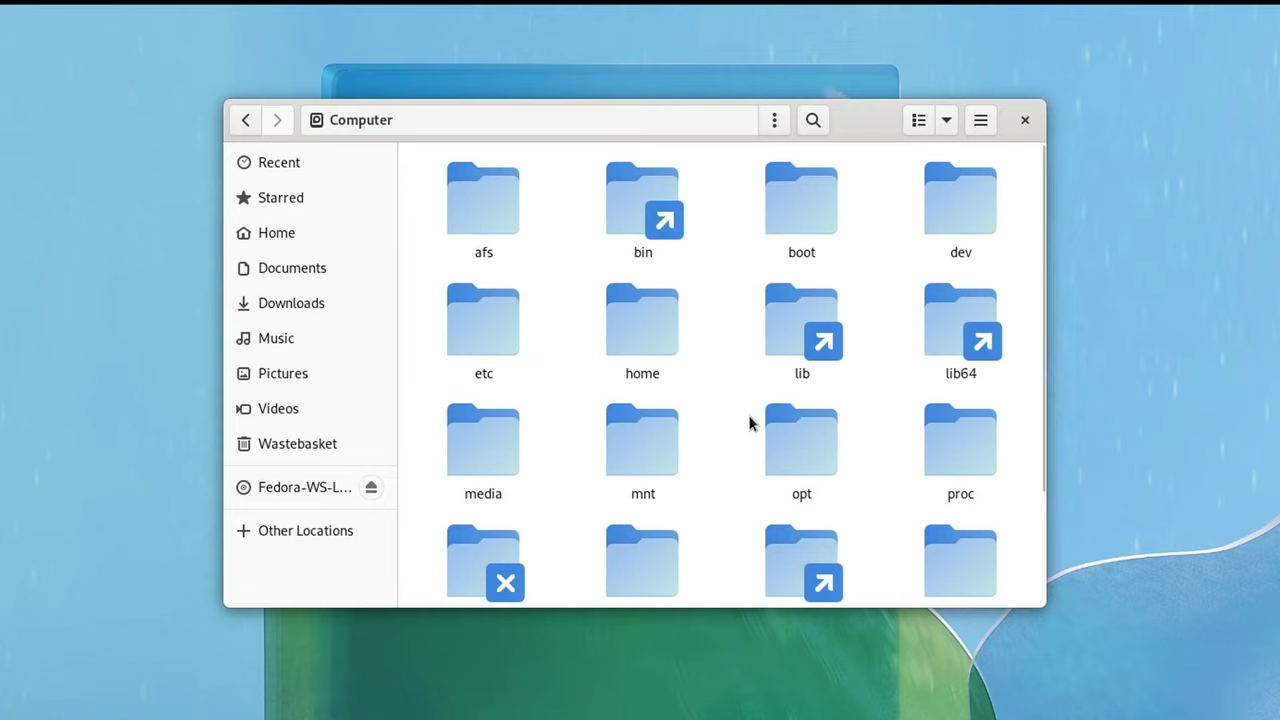 Computer
Recent
Starred
Home
Documents
Downloads
Music
Pictures
Videos
Wastebasket
Fedora-WS-L...
Other Locations
afs
bin
boot
dev
etc
home
lib
lib64
media
mnt
opt
proc